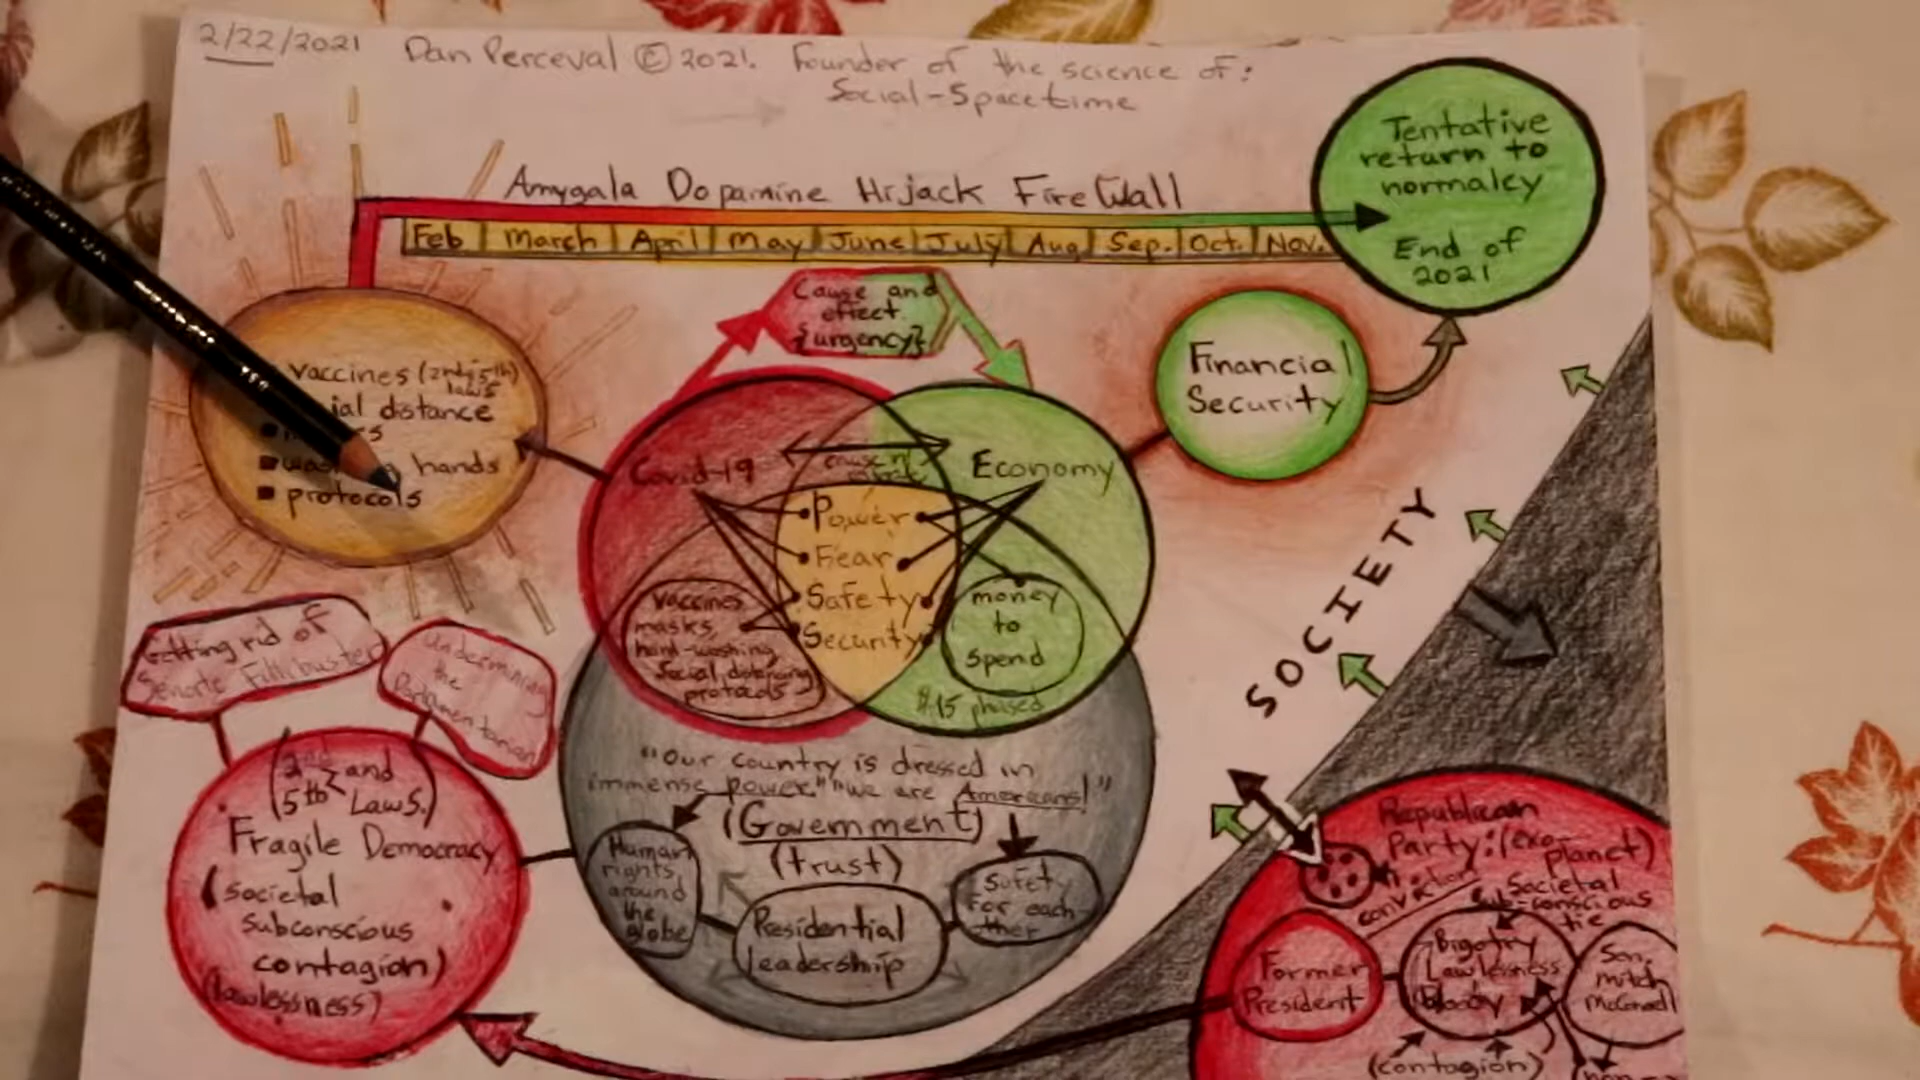 2/22/2021 Dan Perceval © 2021. Founder of the science of:
Social-Spacetime
Amygala Dopamine Hijack FireWall
Feb March April May June July Aug Sep. Oct. Nov.
Tentative
return to
normalcy
End of
2021
Cause and
effect
{urgency}
Financial
Security
vaccines (2nd, 5th)
laws
ial distance
hands
protocols
Covid-19
Economy
Power
Fear
Safety
Security
vaccines
masks,
hand-washing
social distancing
protocols
money
to
spend
$15 phased
SOCIETY
Getting rid of
Senate Fillibuster
undermining
the
(2nd and
5th Laws.)
Fragile Democracy
(societal
subconscious
contagion)
(lawlessness)
"Our country is dressed in
immense power" "we are Americans!"
(Government)
(trust)
Human
rights
around
the
globe
Presidential
leadership
Safety
for each
ther
Republican
Party: (exo-
planet)
conviction
Societal
Sub-conscious
tie
Former
President
Bigotry
Lawlessness
Bloody
Sen.
mitch
McConnell
(contagion)